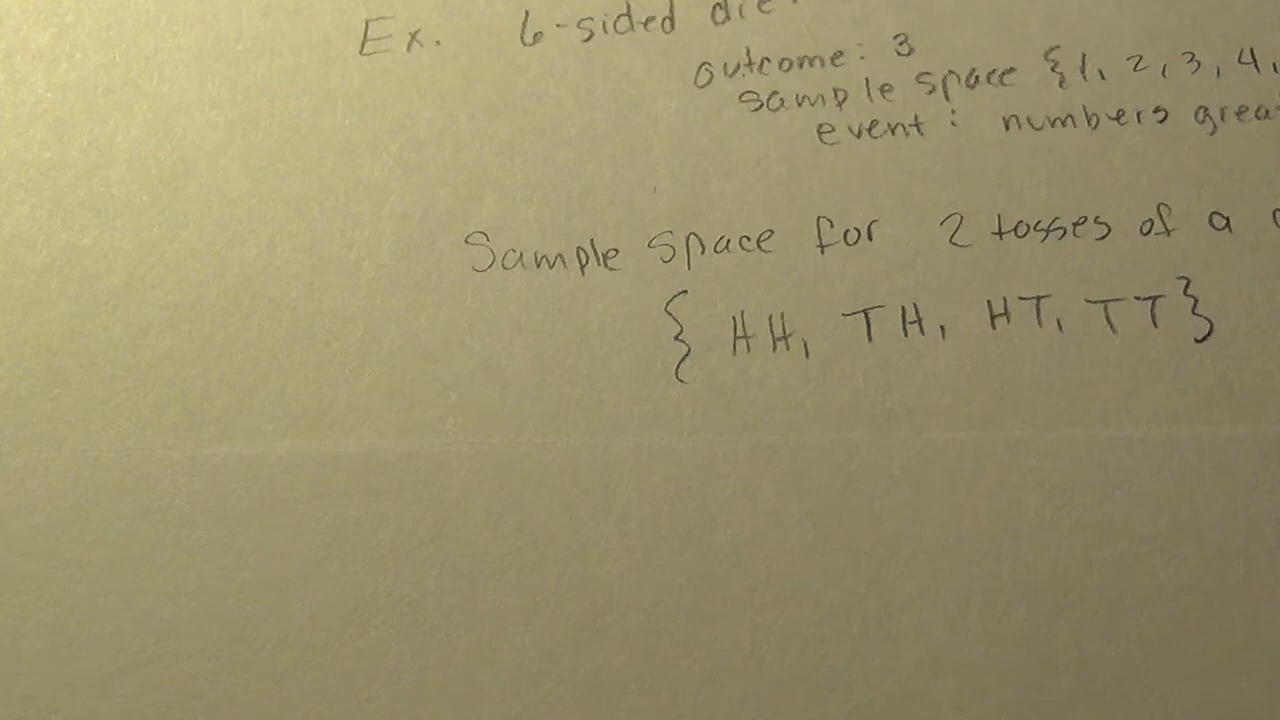 Ex. 6-sided die
outcome: 3
sample space {1, 2, 3, 4,
event: numbers
Sample space for 2 tosses of a
{ HH, TH, HT, TT }